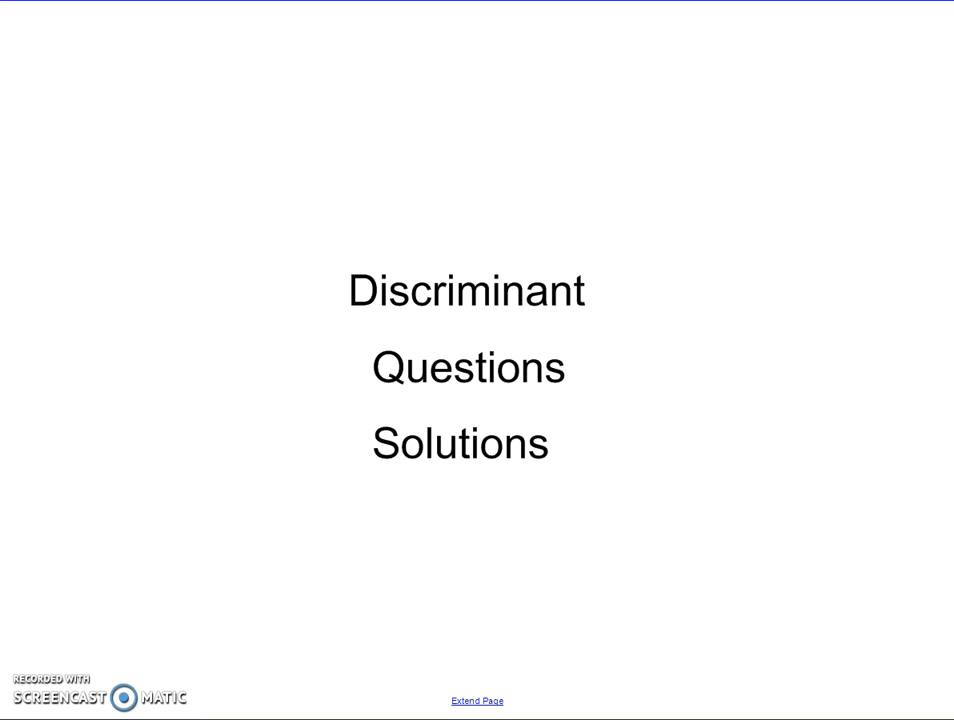 Discriminant
Questions
Solutions
RECORDED WITH
SCREENCAST MATIC
Extend Page